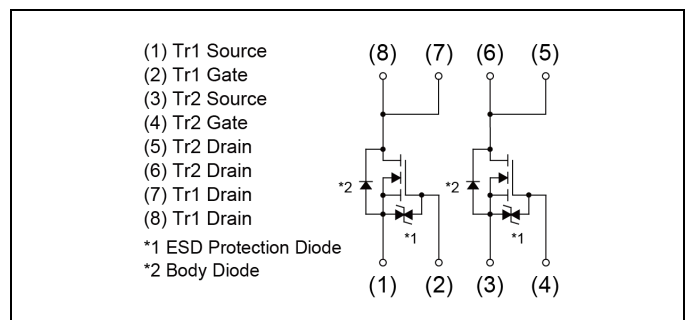 (1) Tr1 Source
(2) Tr1 Gate
(3) Tr2 Source
(4) Tr2 Gate
(5) Tr2 Drain
(6) Tr2 Drain
(7) Tr1 Drain
(8) Tr1 Drain
*1 ESD Protection Diode
*2 Body Diode
(8) (7) (6) (5)
*2 *2
*1 *1
(1) (2) (3) (4)